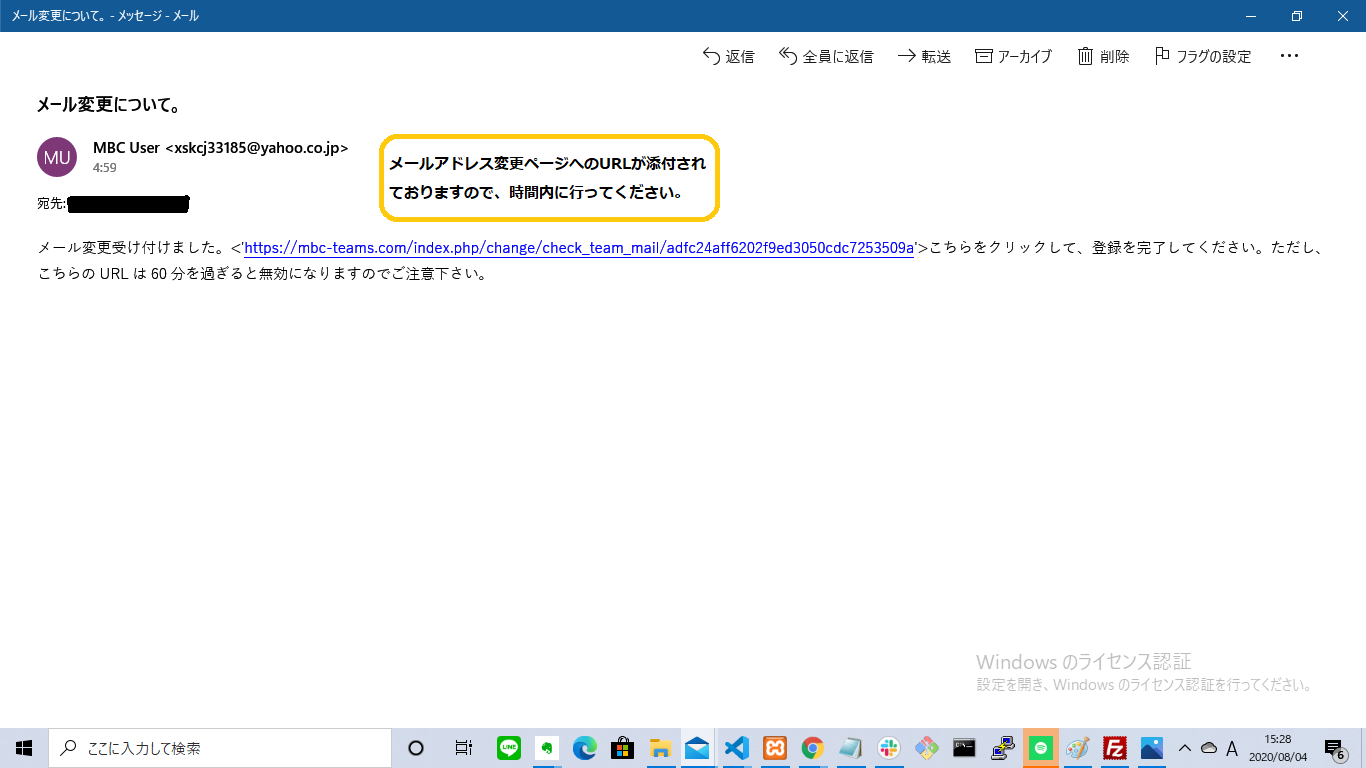 メール変更について。 - メッセージ - メール
返信
全員に返信
転送
アーカイブ
削除
フラグの設定
メール変更について。
MU
MBC User <xskcj33185@yahoo.co.jp>
4:59
宛先:
メールアドレス変更ページへのURLが添付され
ておりますので、時間内に行ってください。
メール変更受け付けました。<'https://mbc-teams.com/index.php/change/check_team_mail/adfc24aff6202f9ed3050cdc7253509a'>こちらをクリックして、登録を完了してください。ただし、
こちらの URL は 60 分を過ぎると無効になりますのでご注意下さい。
Windows のライセンス認証
設定を開き、Windows のライセンス認証を行ってください。
ここに入力して検索
LINE
A
15:28
2020/08/04
6